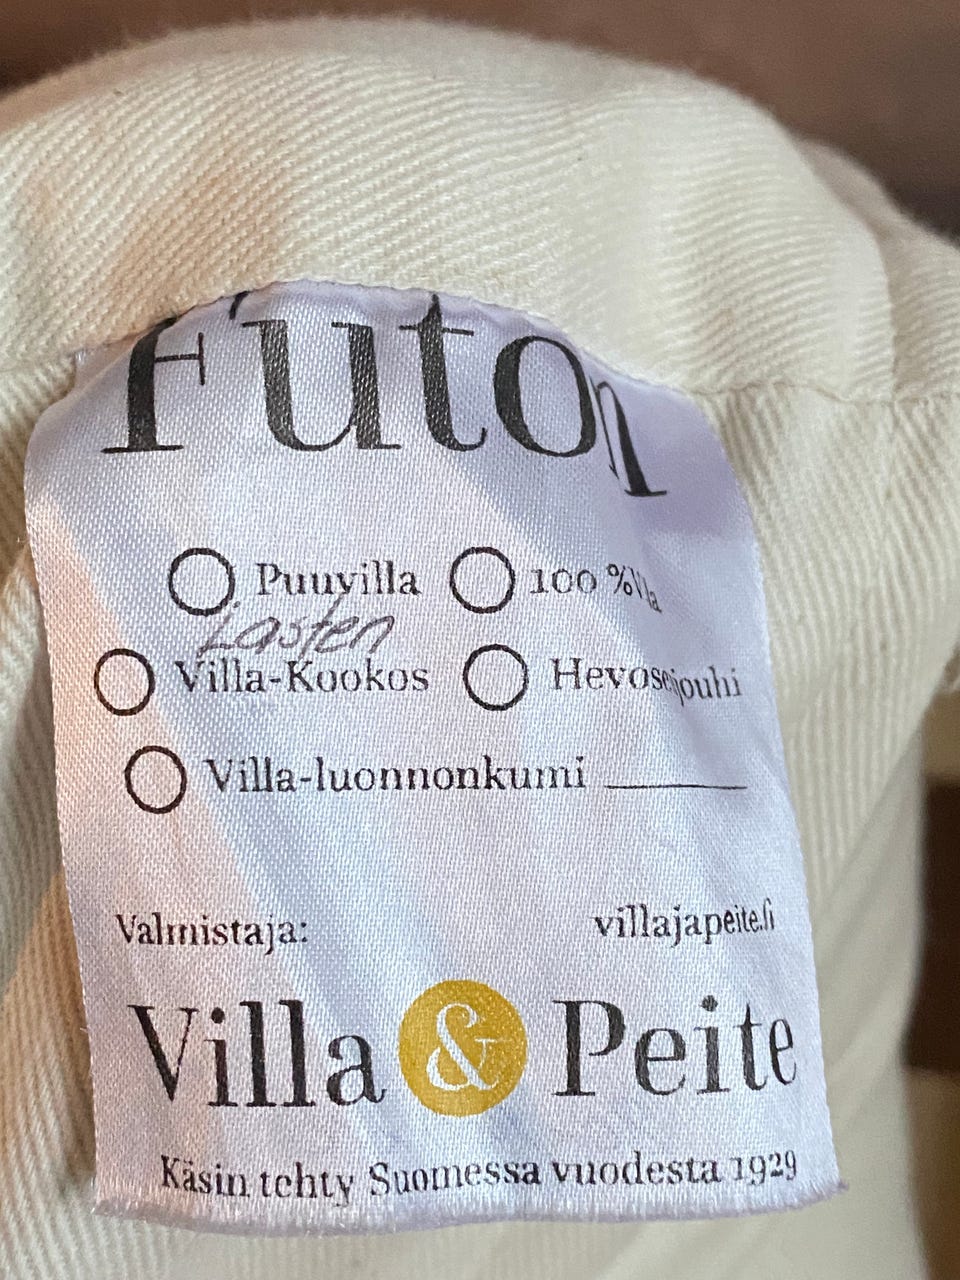 Futon
Puuvilla 100 % Villa
Lasten
Villa-Kookos Hevosenjouhi
Villa-luonnonkumi
Valmistaja: villajapeite.fi
Villa & Peite
Käsin tehty Suomessa vuodesta 1929